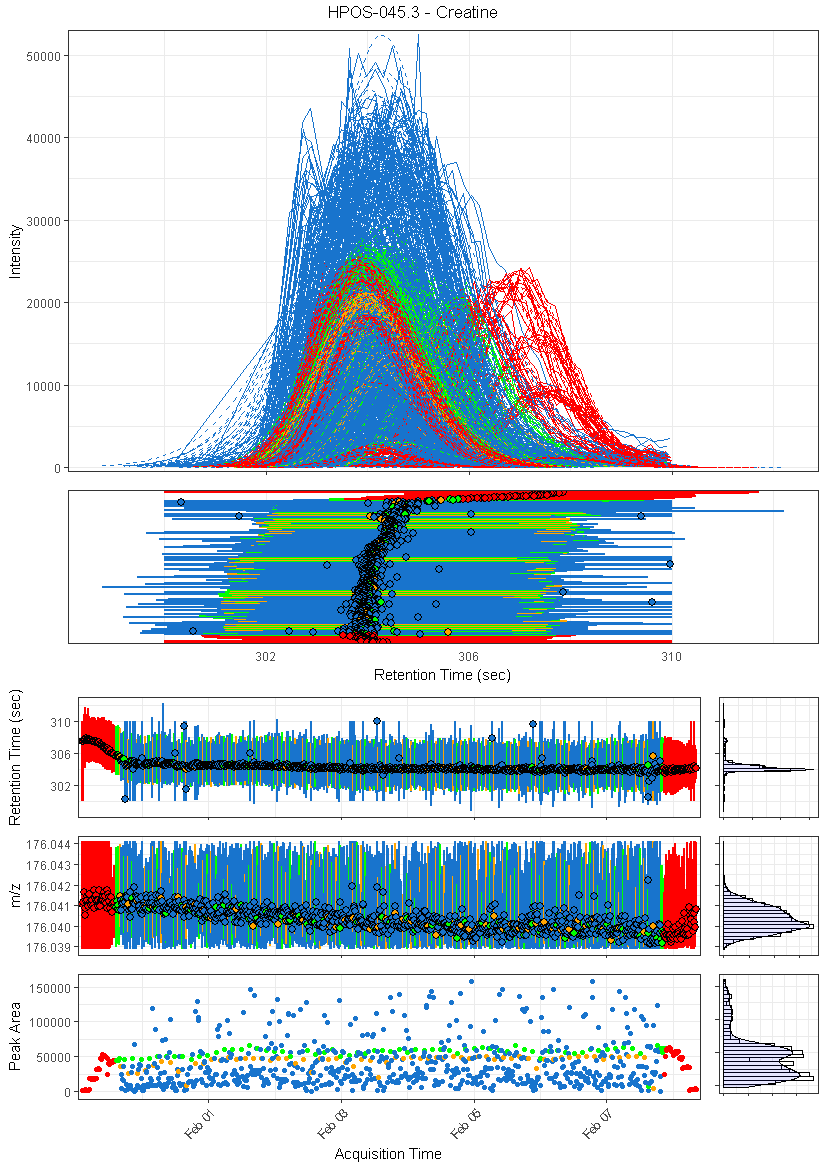 HPOS-045.3 - Creatine
Intensity
50000
40000
30000
20000
10000
0
302
306
310
Retention Time (sec)
Retention Time (sec)
310
306
302
m/z
176.044
176.043
176.042
176.041
176.040
176.039
Peak Area
150000
100000
50000
0
Feb 01
Feb 03
Feb 05
Feb 07
Acquisition Time